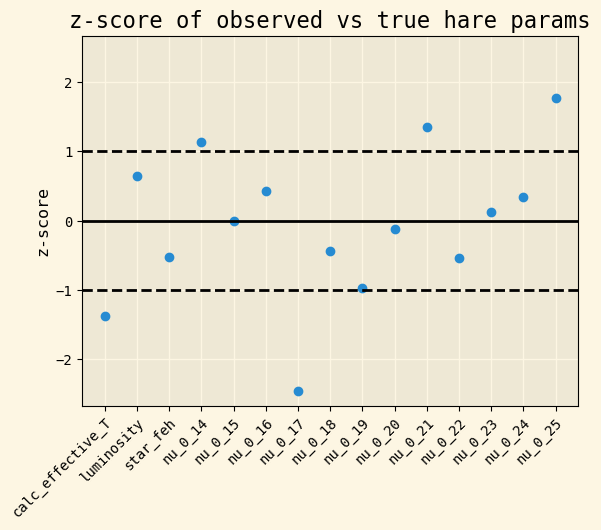 z-score of observed vs true hare params
z-score
2
1
0
−1
−2
calc_effective_T
luminosity
star_feh
nu_0_14
nu_0_15
nu_0_16
nu_0_17
nu_0_18
nu_0_19
nu_0_20
nu_0_21
nu_0_22
nu_0_23
nu_0_24
nu_0_25